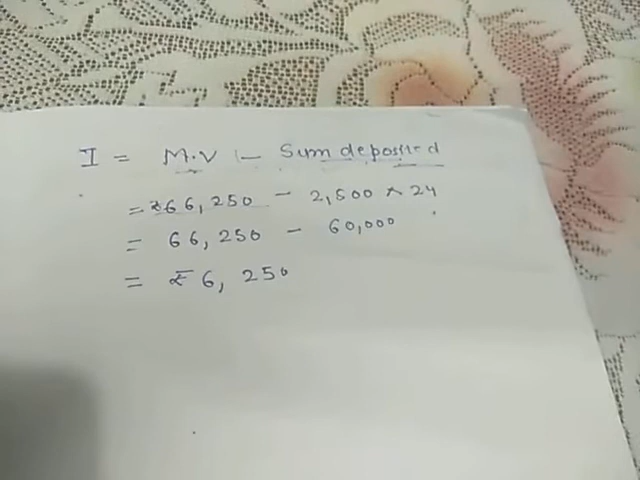 I = M.V - Sum deposited
= ₹66,250 - 2,500 × 24
= 66,250 - 60,000
= ₹6,250